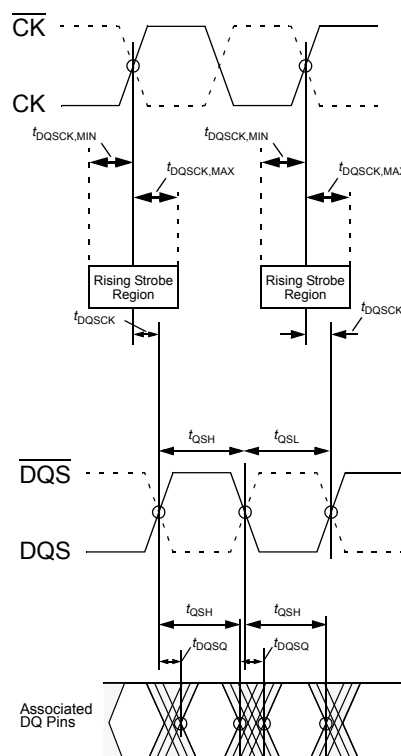 CK
CK
tDQSCK,MIN
tDQSCK,MIN
tDQSCK,MAX
tDQSCK,MAX
Rising Strobe
Region
Rising Strobe
Region
tDQSCK
tDQSCK
tQSH
tQSL
DQS
DQS
tQSH
tQSH
tDQSQ
tDQSQ
Associated
DQ Pins